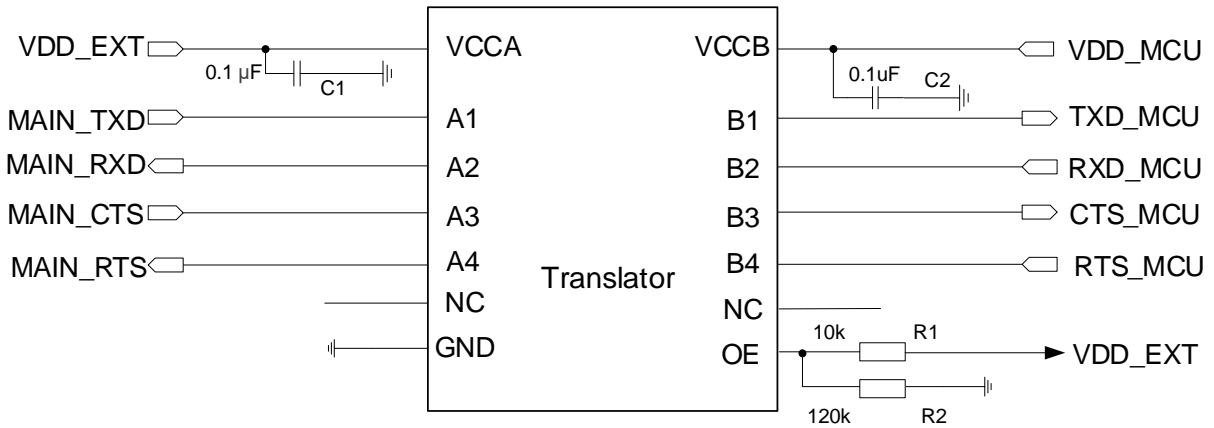 VDD_EXT VCCA VCCB VDD_MCU
0.1 µF C1 0.1uF C2
MAIN_TXD A1 B1 TXD_MCU
MAIN_RXD A2 B2 RXD_MCU
MAIN_CTS A3 B3 CTS_MCU
MAIN_RTS A4 Translator B4 RTS_MCU
NC NC
GND OE 10k R1 VDD_EXT
120k R2